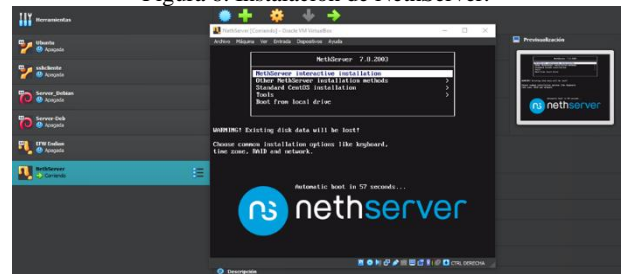 Figura 6. Instalación de NethServer.
Herramientas
Ubuntu
Apagada
sshcliente
Apagada
Server_Debian
Apagada
Server-Deb
Apagada
EFW Endian
Apagada
NethServer
Corriendo
NethServer [Corriendo] - Oracle VM VirtualBox
Archivo Máquina Ver Entrada Dispositivos Ayuda
NethServer 7.8.2003
NethServer interactive installation
Other NethServer installation methods >
Standard CentOS installation >
Tools >
Boot from local drive
WARNING! Existing disk data will be lost!
Choose common installation options like keyboard,
time zone, RAID and network.
Automatic boot in 57 seconds...
ns nethserver
CTRL DERECHA
Descripción
Previsualización
nethserver